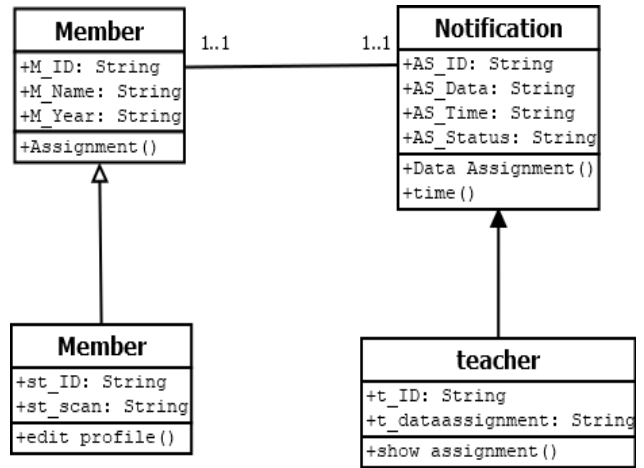 Member
+M_ID: String
+M_Name: String
+M_Year: String
+Assignment()
1..1
1..1
Notification
+AS_ID: String
+AS_Data: String
+AS_Time: String
+AS_Status: String
+Data Assignment()
+time()
Member
+st_ID: String
+st_scan: String
+edit profile()
teacher
+t_ID: String
+t_dataassignment: String
+show assignment()